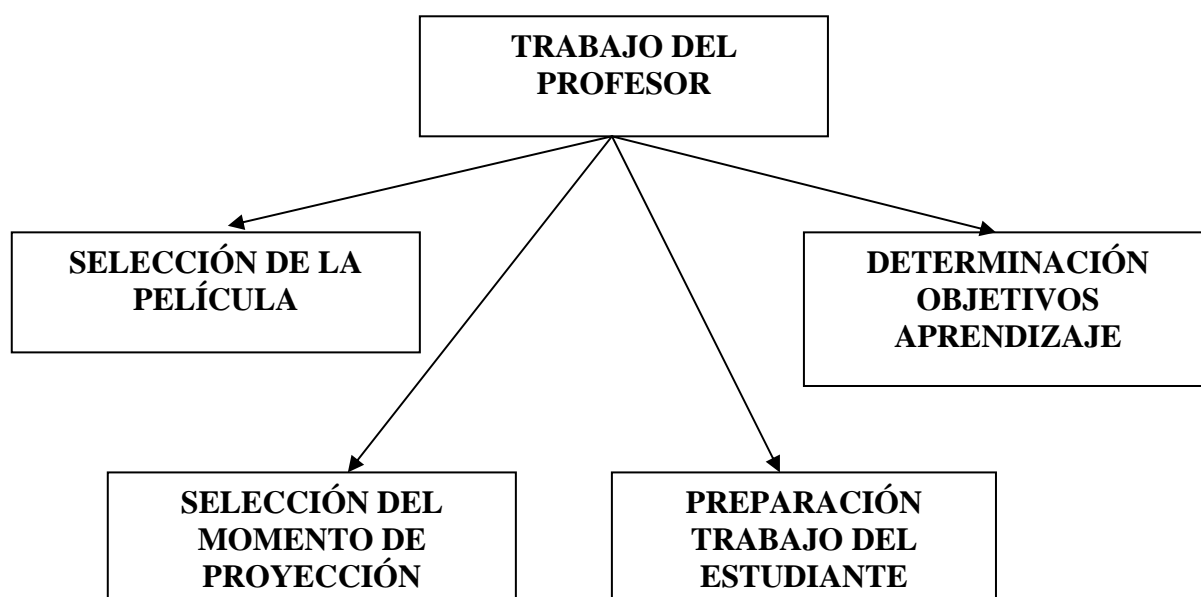 TRABAJO DEL
PROFESOR
SELECCIÓN DE LA
PELÍCULA
DETERMINACIÓN
OBJETIVOS
APRENDIZAJE
SELECCIÓN DEL
MOMENTO DE
PROYECCIÓN
PREPARACIÓN
TRABAJO DEL
ESTUDIANTE